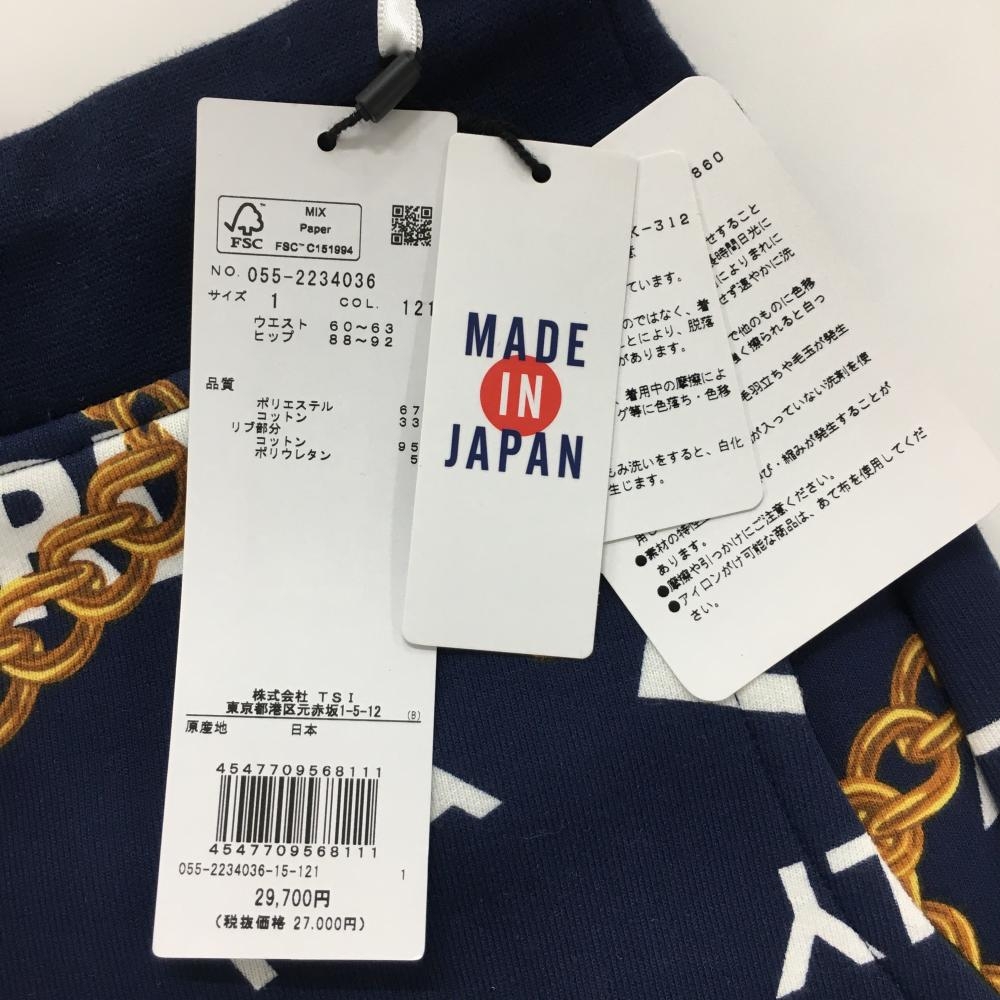 FSC™
MIX
Paper
FSC™ C151994
NO. 055-2234036
サイズ 1 COL. 121
ウエスト 60～63
ヒップ 88～92
品質
ポリエステル 67
コットン 33
リブ部分
コットン 95
ポリウレタン 5
株式会社 TSI
東京都港区元赤坂1-5-12 (B)
原産地 日本
4547709568111
4547709568111
055-2234036-15-121 1
29,700円
(税抜価格 27.000円)
MADE
IN
JAPAN
-312
ています。
のではなく、着
とにより、脱落
があります。
着用中の摩擦によ
グ等に色落ち・色移
もみ洗いをすると、白化
生じます。
860
せすること
長時間日光に
によりまれに
せず速やかに洗
で他のものに色移
強く擦られると白っ
毛羽立ちや毛玉が発生
が入っていない洗剤を使
び・縮みが発生することが
●素材の特性
あります。
●摩擦や引っかけにご注意ください。
●アイロンがけ可能な商品は、あて布を使用してくだ
さい。
LY